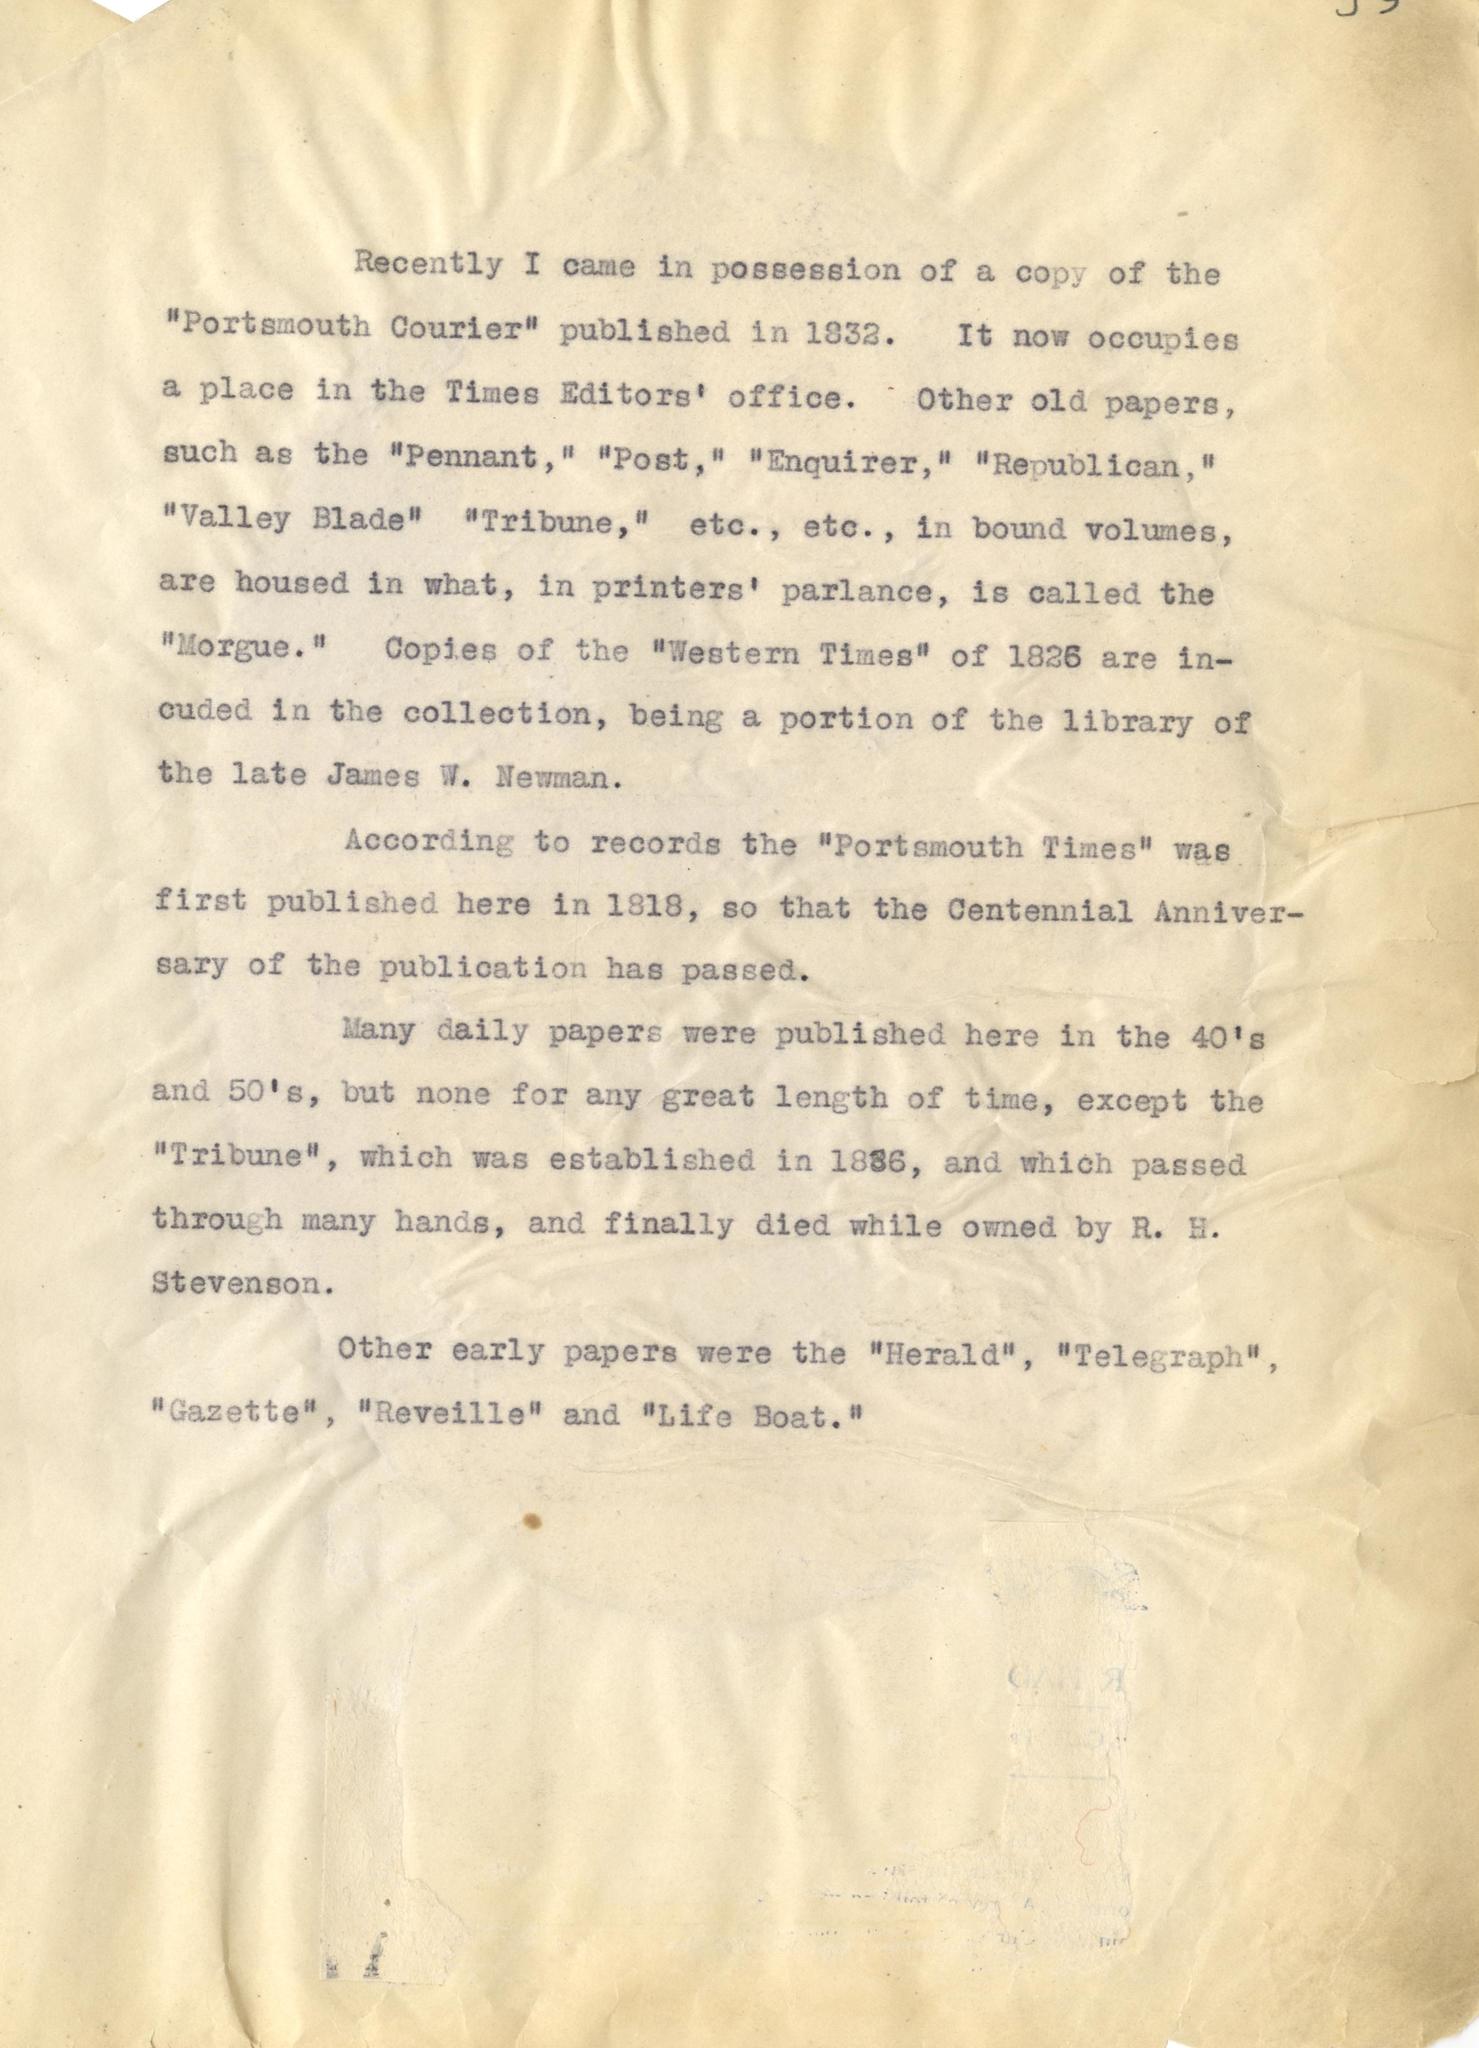 Recently I came in possession of a copy of the
"Portsmouth Courier" published in 1832. It now occupies
a place in the Times Editors' office. Other old papers,
such as the "Pennant," "Post," "Enquirer," "Republican,"
"Valley Blade" "Tribune," etc., etc., in bound volumes,
are housed in what, in printers' parlance, is called the
"Morgue." Copies of the "Western Times" of 1826 are in-
cuded in the collection, being a portion of the library of
the late James W. Newman.
According to records the "Portsmouth Times" was
first published here in 1818, so that the Centennial Anniver-
sary of the publication has passed.
Many daily papers were published here in the 40's
and 50's, but none for any great length of time, except the
"Tribune", which was established in and which passed
through many hands, and finally died while owned by R. H.
Stevenson.
Other early papers were the "Herald", "Telegraph",
"Gazette", "Reveille" and "Life Boat."